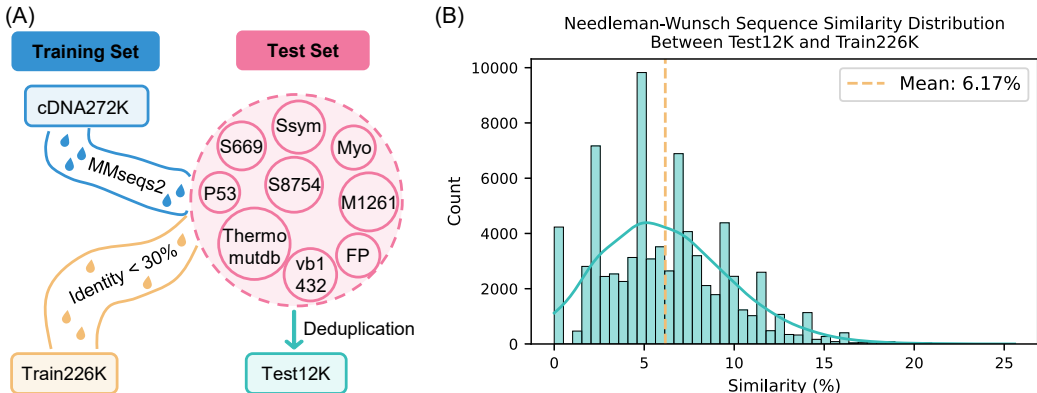 (A)
Training Set
Test Set
cDNA272K
MMseqs2
Identity < 30%
Train226K
Ssym
S669
Myo
P53
S8754
M1261
Thermo
mutdb
FP
vb1
432
Deduplication
Test12K
(B)
Needleman-Wunsch Sequence Similarity Distribution
Between Test12K and Train226K
Mean: 6.17%
Count
10000
8000
6000
4000
2000
0
0 5 10 15 20 25
Similarity (%)